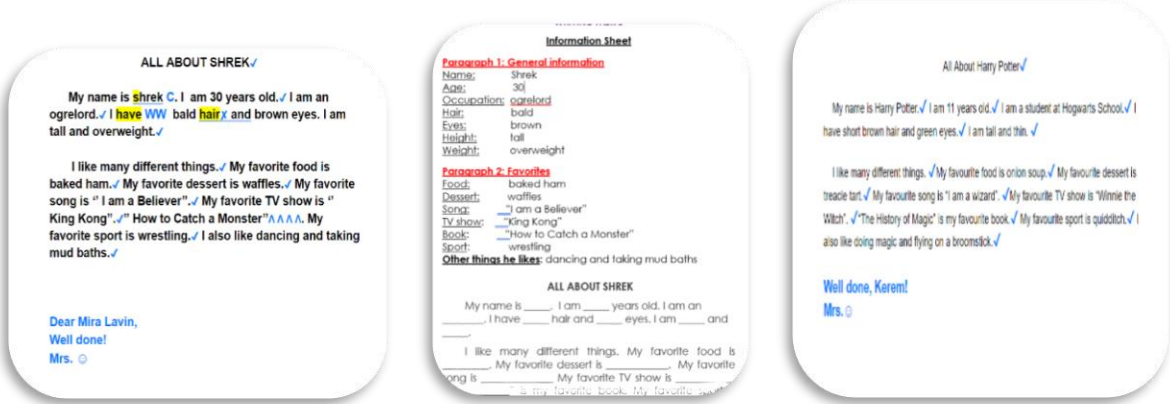 ALL ABOUT SHREK✓
My name is shrek C. I am 30 years old.✓ I am an
ogrelord.✓ I have WW bald hairx and brown eyes. I am
tall and overweight.✓
I like many different things.✓ My favorite food is
baked ham.✓ My favorite dessert is waffles.✓ My favorite
song is “ I am a Believer”.✓ My favorite TV show is “
King Kong”.✓” How to Catch a Monster”^^^^. My
favorite sport is wrestling.✓ I also like dancing and taking
mud baths.✓
Dear Mira Lavin,
Well done!
Mrs. ☺
Information Sheet
Paragraph 1: General information
Name: Shrek
Age: 30
Occupation: ogrelord
Hair: bald
Eyes: brown
Height: tall
Weight: overweight
Paragraph 2: Favorites
Food: baked ham
Dessert: waffles
Song: "I am a Believer"
TV show: "King Kong"
Book: "How to Catch a Monster"
Sport: wrestling
Other things he likes: dancing and taking mud baths
ALL ABOUT SHREK
My name is _____. I am _____ years old. I am an
_______. I have _____ hair and _____ eyes. I am _____ and
_____.
I like many different things. My favorite food is
_________. My favorite dessert is ___________. My favorite
song is ______________ My favorite TV show is ________
is my favorite book. My favorite
All About Harry Potter✓
My name is Harry Potter.✓ I am 11 years old.✓ I am a student at Hogwarts School.✓ I
have short brown hair and green eyes.✓ I am tall and thin. ✓
I like many different things. ✓My favourite food is onion soup.✓ My favourite dessert is
treacle tart.✓ My favourite song is "I am a wizard". ✓My favourite TV show is "Winnie the
Witch". ✓"The History of Magic" is my favourite book.✓ My favourite sport is quidditch.✓ I
also like doing magic and flying on a broomstick.✓
Well done, Kerem!
Mrs.☺